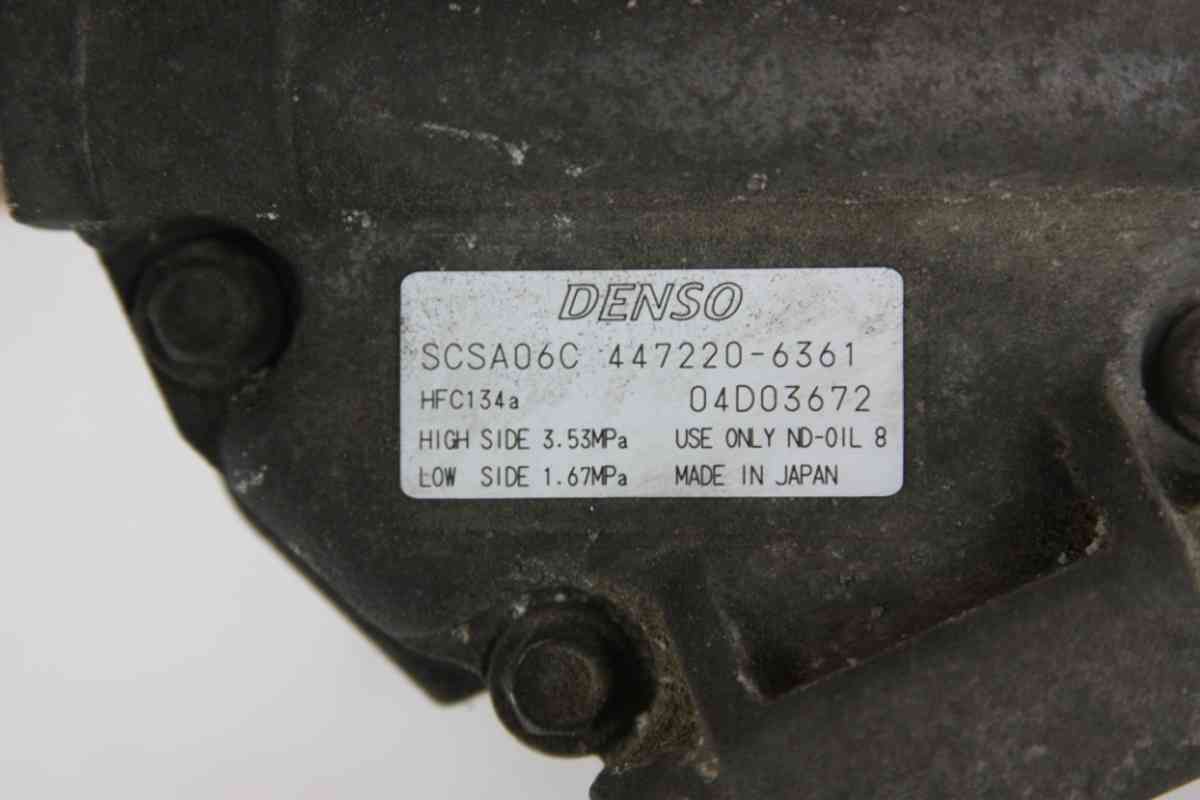 DENSO
SCSA06C 447220-6361
HFC134a 04D03672
HIGH SIDE 3.53MPa USE ONLY ND-OIL 8
LOW SIDE 1.67MPa MADE IN JAPAN